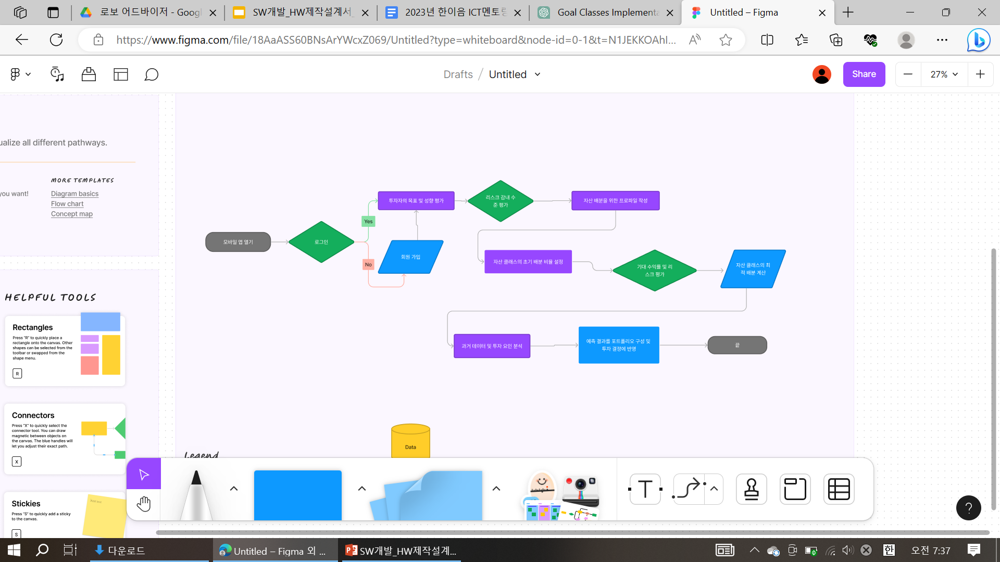 로보 어드바이저 - Googl
SW개발_HW제작설계서_
2023년 한이음 ICT멘토링
Goal Classes Implementa
Untitled – Figma
https://www.figma.com/file/18AaASS60BNsArYWcxZ069/Untitled?type=whiteboard&node-id=0-1&t=N1JEKKOAhI...
Drafts / Untitled
Share
27%
ualize all different pathways.
MORE TEMPLATES
you want!
Diagram basics
Flow chart
Concept map
HELPFUL TOOLS
Rectangles
Press "R" to quickly place a
rectangle onto the canvas. Other
shapes can be selected from the
toolbar or swapped from the
shape menu.
R
Connectors
Press "X" to quickly select the
connector tool. You can draw
magnetic between objects on
the canvas. The blue handles will
let you adjust their exact path.
X
Stickies
Press "S" to quickly add a sticky
to the canvas.
S
Add text
모바일 앱 열기
로그인
Yes
No
투자자의 목표 및 성향 평가
회원 가입
리스크 감내 수
준 평가
자산 배분을 위한 프로파일 작성
자산 클래스의 초기 배분 비율 설정
기대 수익률 및 리
스크 평가
자산 클래스의 최
적 배분 계산
과거 데이터 및 투자 요인 분석
예측 결과를 포트폴리오 구성 및
투자 결정에 반영
끝
Data
Legend
T
?
다운로드
Untitled – Figma 외 ...
SW개발_HW제작설계...
한
오전 7:37